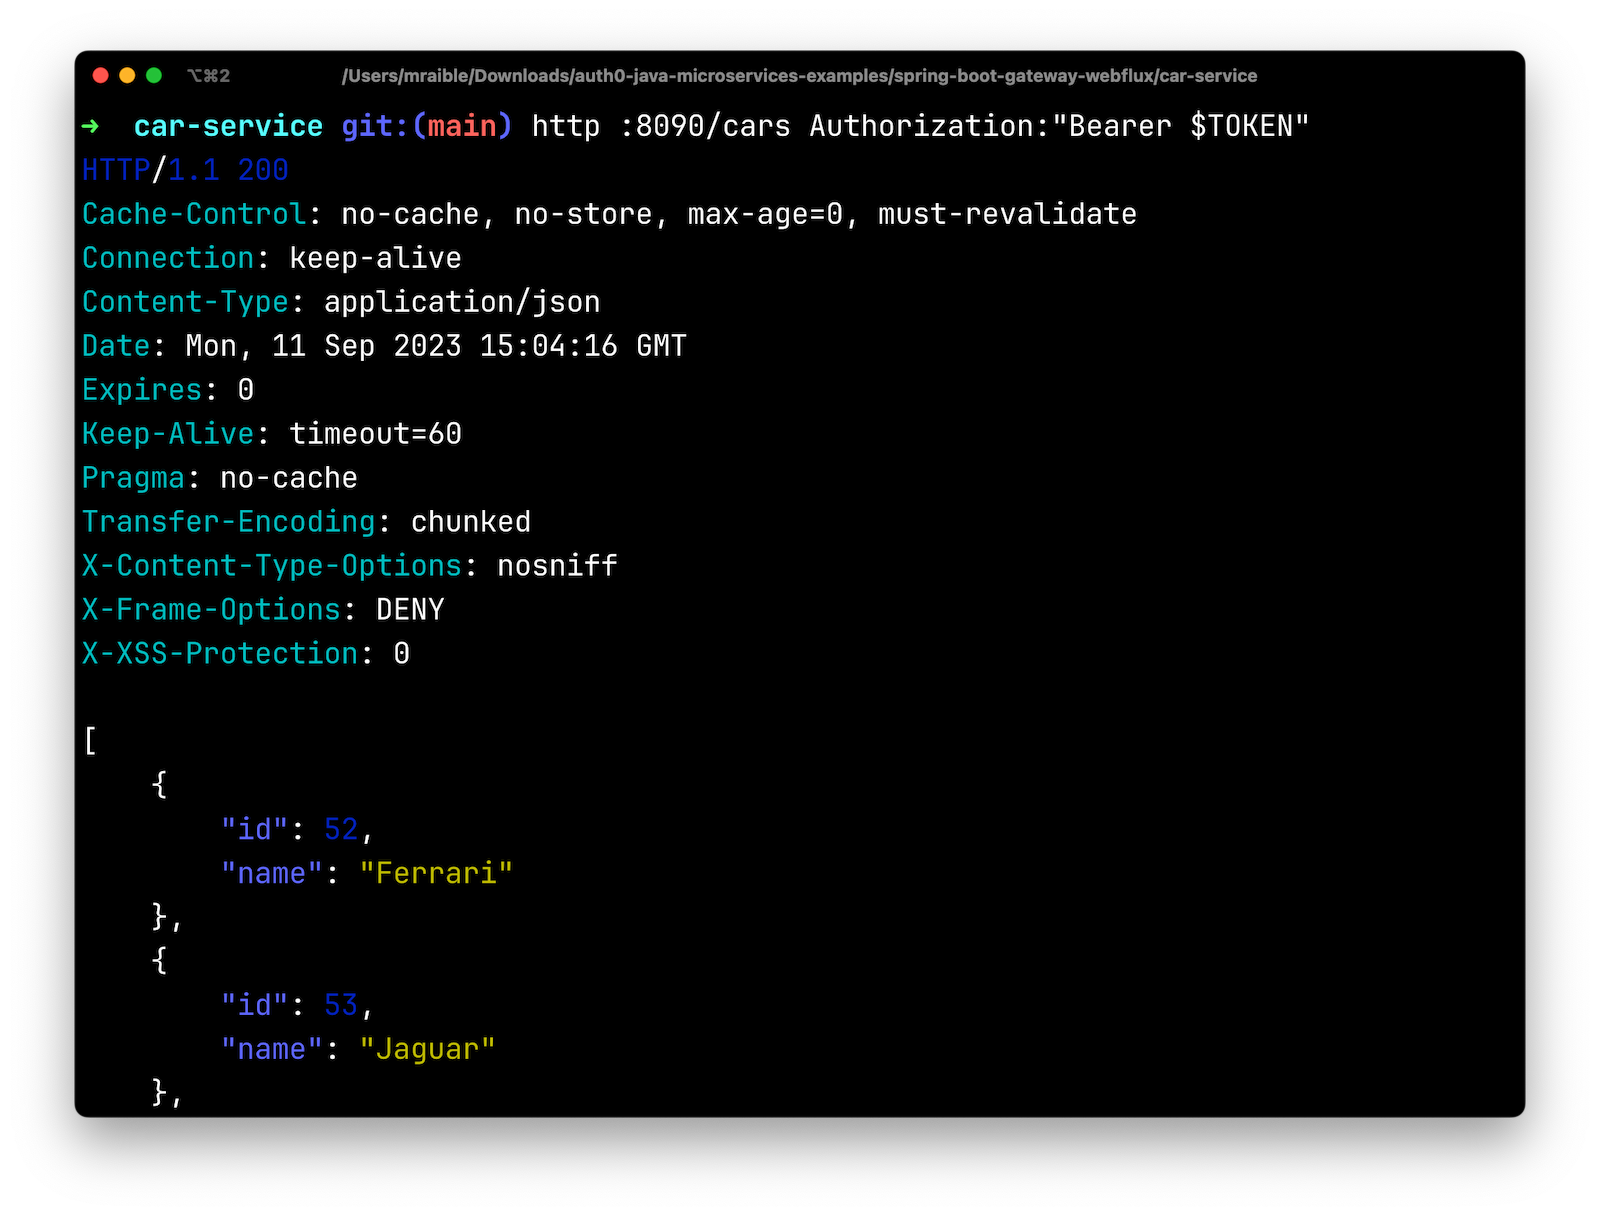 ⌥⌘2 /Users/mraible/Downloads/auth0-java-microservices-examples/spring-boot-gateway-webflux/car-service
→ car-service git:(main) http :8090/cars Authorization:"Bearer $TOKEN"
HTTP/1.1 200
Cache-Control: no-cache, no-store, max-age=0, must-revalidate
Connection: keep-alive
Content-Type: application/json
Date: Mon, 11 Sep 2023 15:04:16 GMT
Expires: 0
Keep-Alive: timeout=60
Pragma: no-cache
Transfer-Encoding: chunked
X-Content-Type-Options: nosniff
X-Frame-Options: DENY
X-XSS-Protection: 0

[
    {
        "id": 52,
        "name": "Ferrari"
    },
    {
        "id": 53,
        "name": "Jaguar"
    },